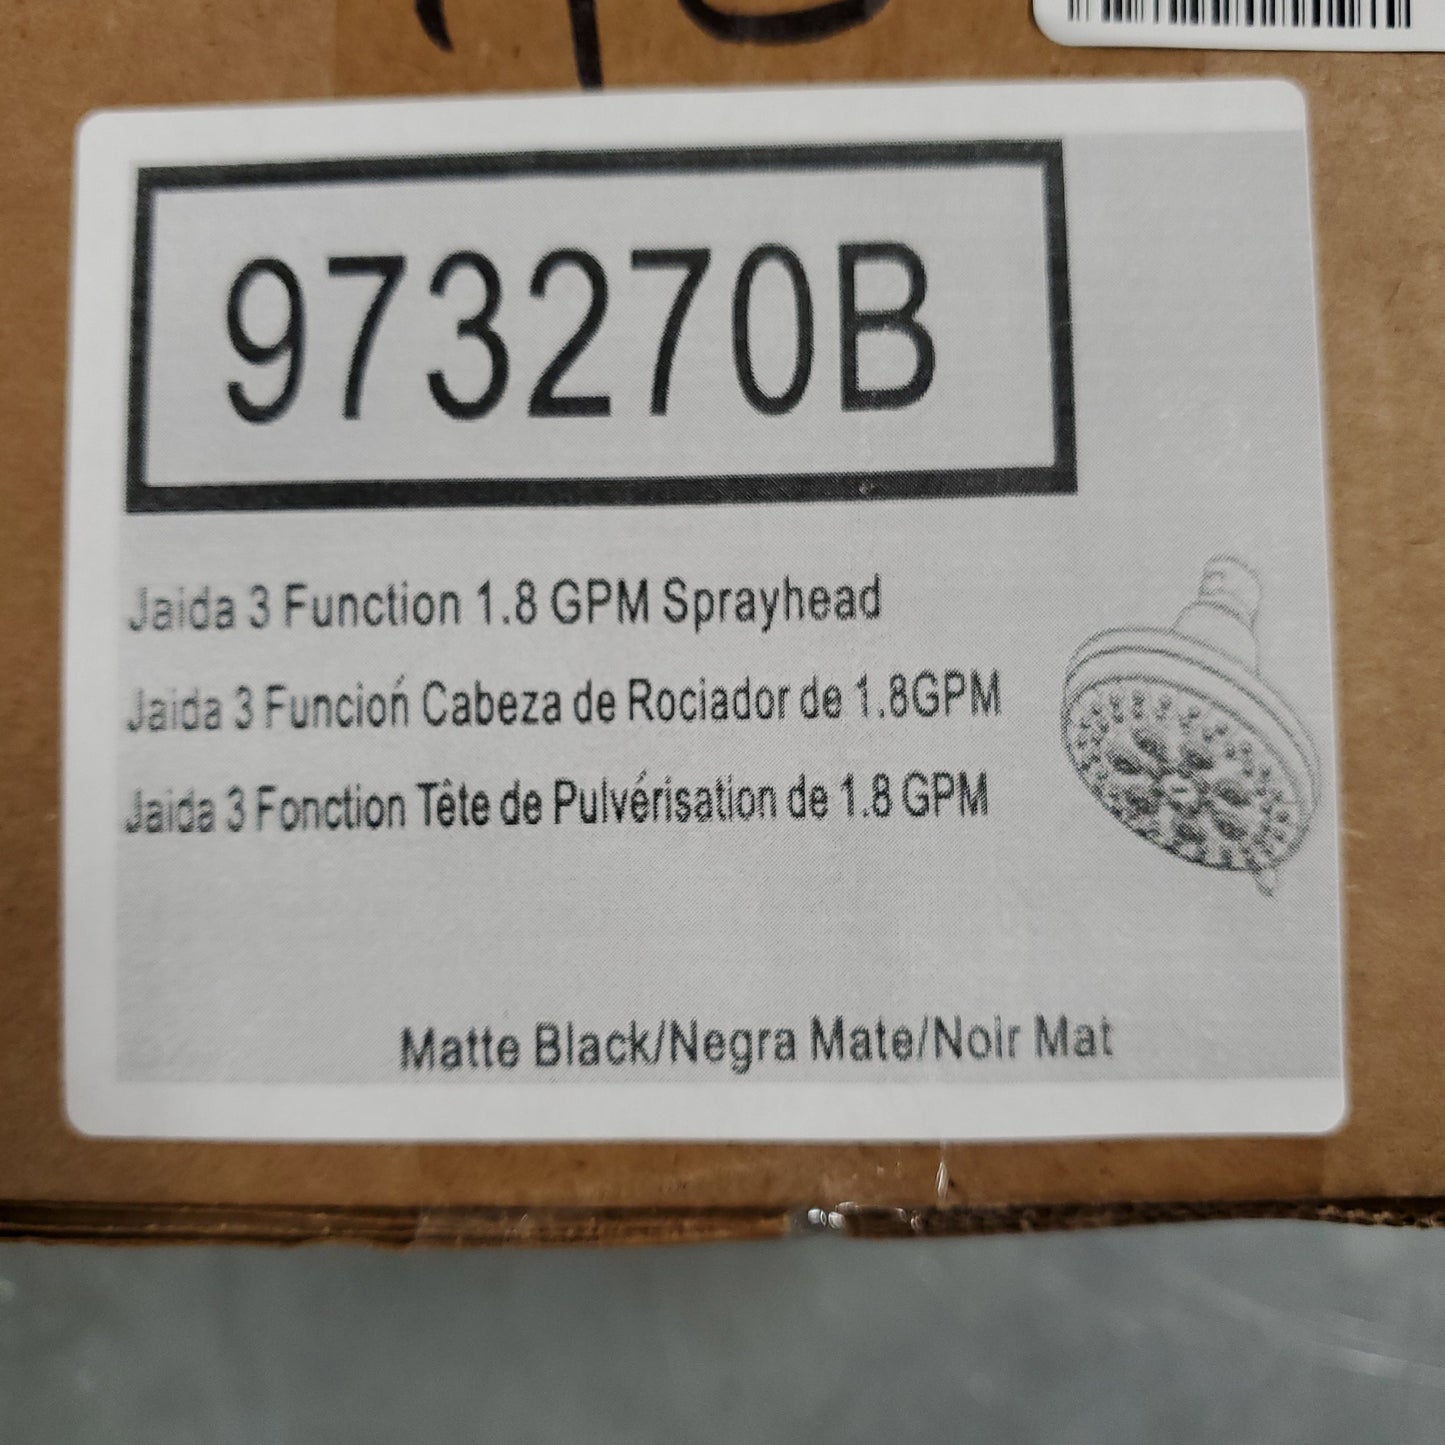 973270B
Jaida 3 Function 1.8 GPM Sprayhead
Jaida 3 Funcioń Cabeza de Rociador de 1.8GPM
Jaida 3 Fonction Tête de Pulvérisation de 1.8 GPM
Matte Black/Negra Mate/Noir Mat